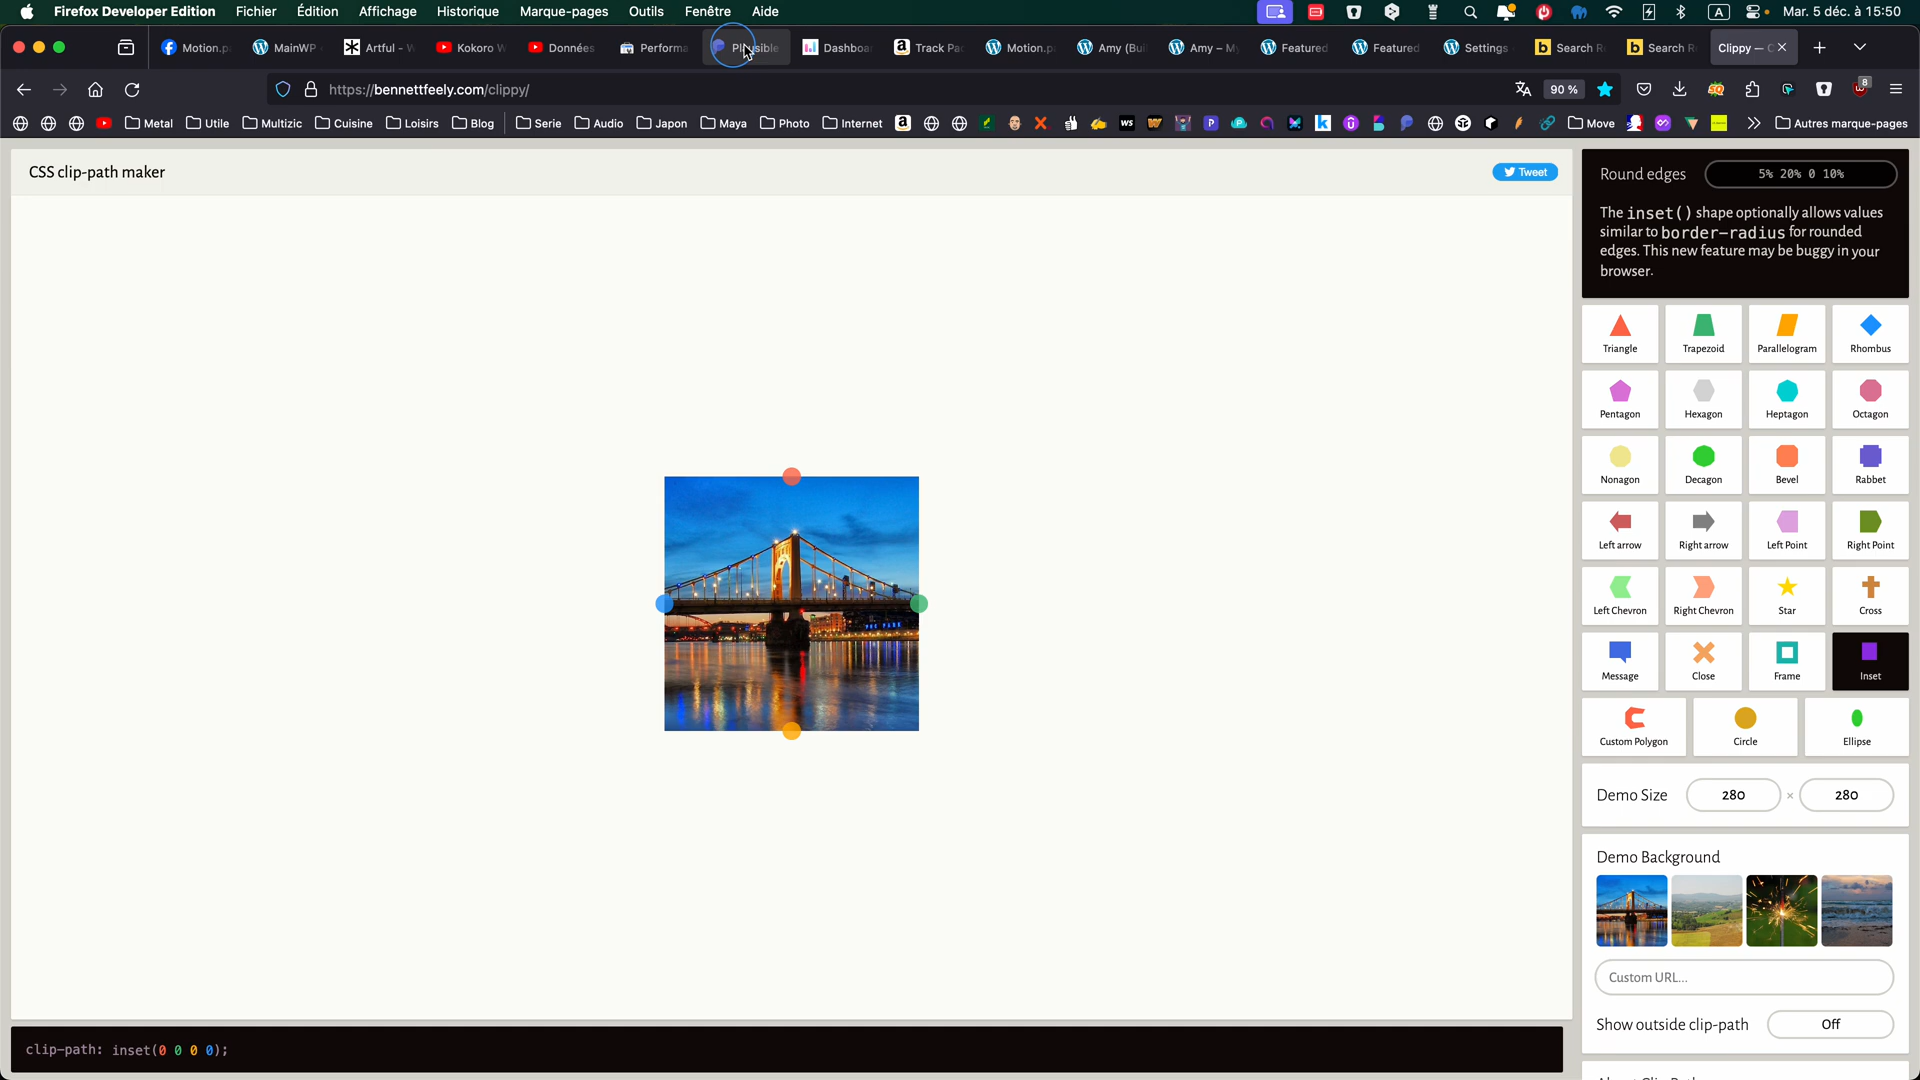 Firefox Developer Edition Fichier Édition Affichage Historique Marque-pages Outils Fenêtre Aide A Mar. 5 déc. à 15:50
Motion.p MainWP Artful - W Kokoro W Données Performa Plausible Dashboa Track Pa Motion.p Amy (Bui Amy – My Featured Featured Settings Search R Search R Clippy — C
https://bennettfeely.com/clippy/ 90 % 8
Metal Utile Multizic Cuisine Loisirs Blog Serie Audio Japon Maya Photo Internet Move Autres marque-pages
CSS clip-path maker
Tweet
Round edges 5% 20% 0 10%
The inset() shape optionally allows values
similar to border-radius for rounded
edges. This new feature may be buggy in your
browser.
Triangle Trapezoid Parallelogram Rhombus
Pentagon Hexagon Heptagon Octagon
Nonagon Decagon Bevel Rabbet
Left arrow Right arrow Left Point Right Point
Left Chevron Right Chevron Star Cross
Message Close Frame Inset
Custom Polygon Circle Ellipse
Demo Size 280 × 280
Demo Background
Custom URL...
Show outside clip-path Off
clip-path: inset(0 0 0 0);